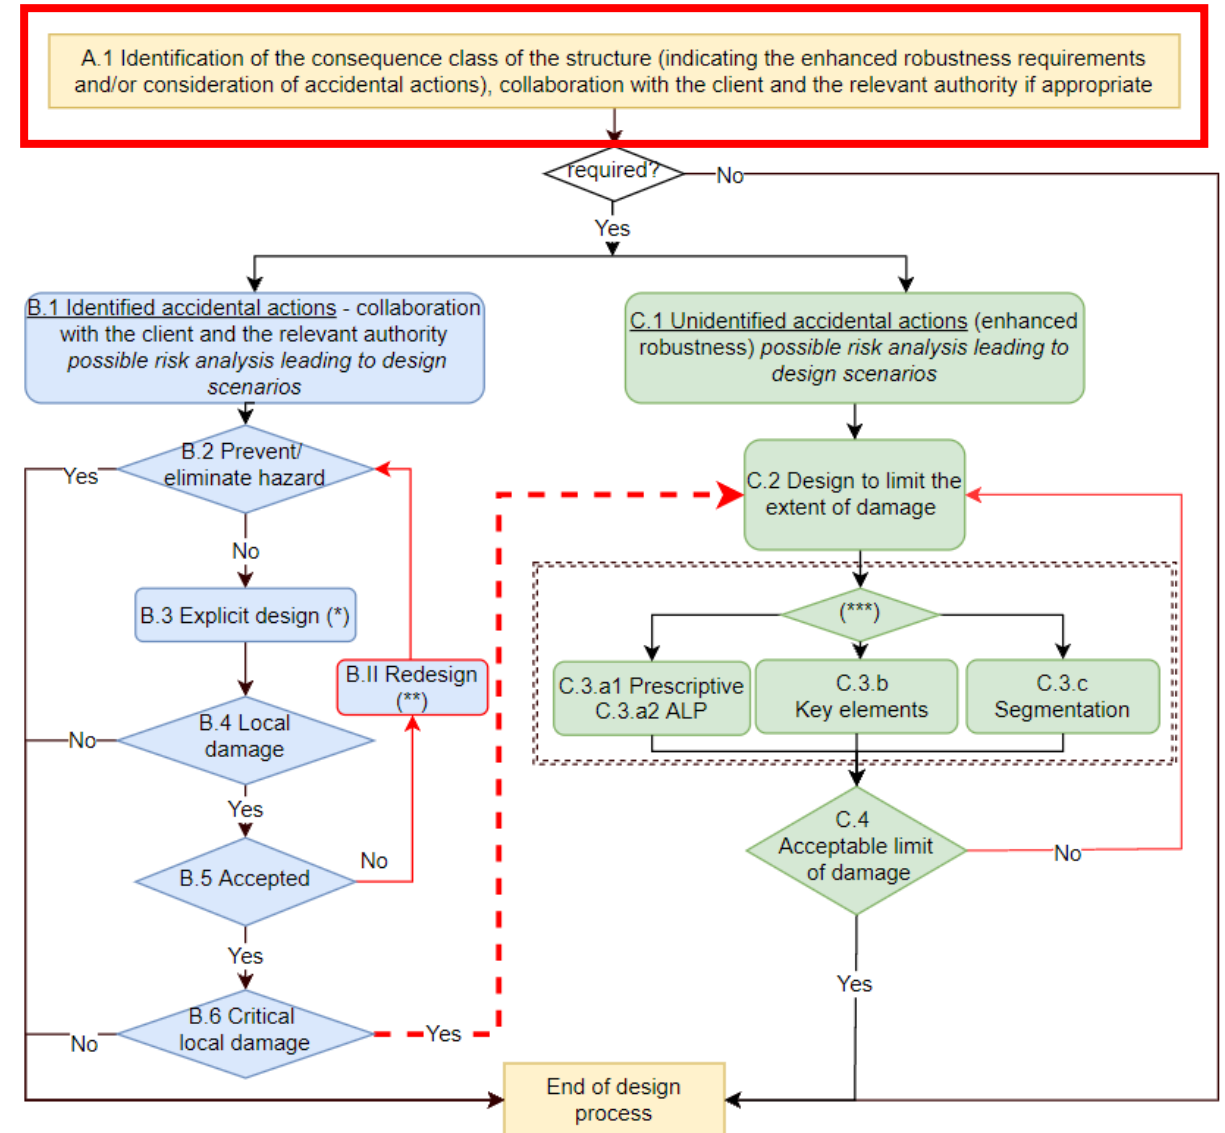 A.1 Identification of the consequence class of the structure (indicating the enhanced robustness requirements
and/or consideration of accidental actions), collaboration with the client and the relevant authority if appropriate
required?
No
Yes
B.1 Identified accidental actions - collaboration
with the client and the relevant authority
possible risk analysis leading to design
scenarios
C.1 Unidentified accidental actions (enhanced
robustness) possible risk analysis leading to
design scenarios
B.2 Prevent/
eliminate hazard
Yes
No
B.3 Explicit design (*)
B.II Redesign
(**)
B.4 Local
damage
No
Yes
B.5 Accepted
No
Yes
B.6 Critical
local damage
No
Yes
C.2 Design to limit the
extent of damage
(***)
C.3.a1 Prescriptive
C.3.a2 ALP
C.3.b
Key elements
C.3.c
Segmentation
C.4
Acceptable limit
of damage
No
Yes
End of design
process